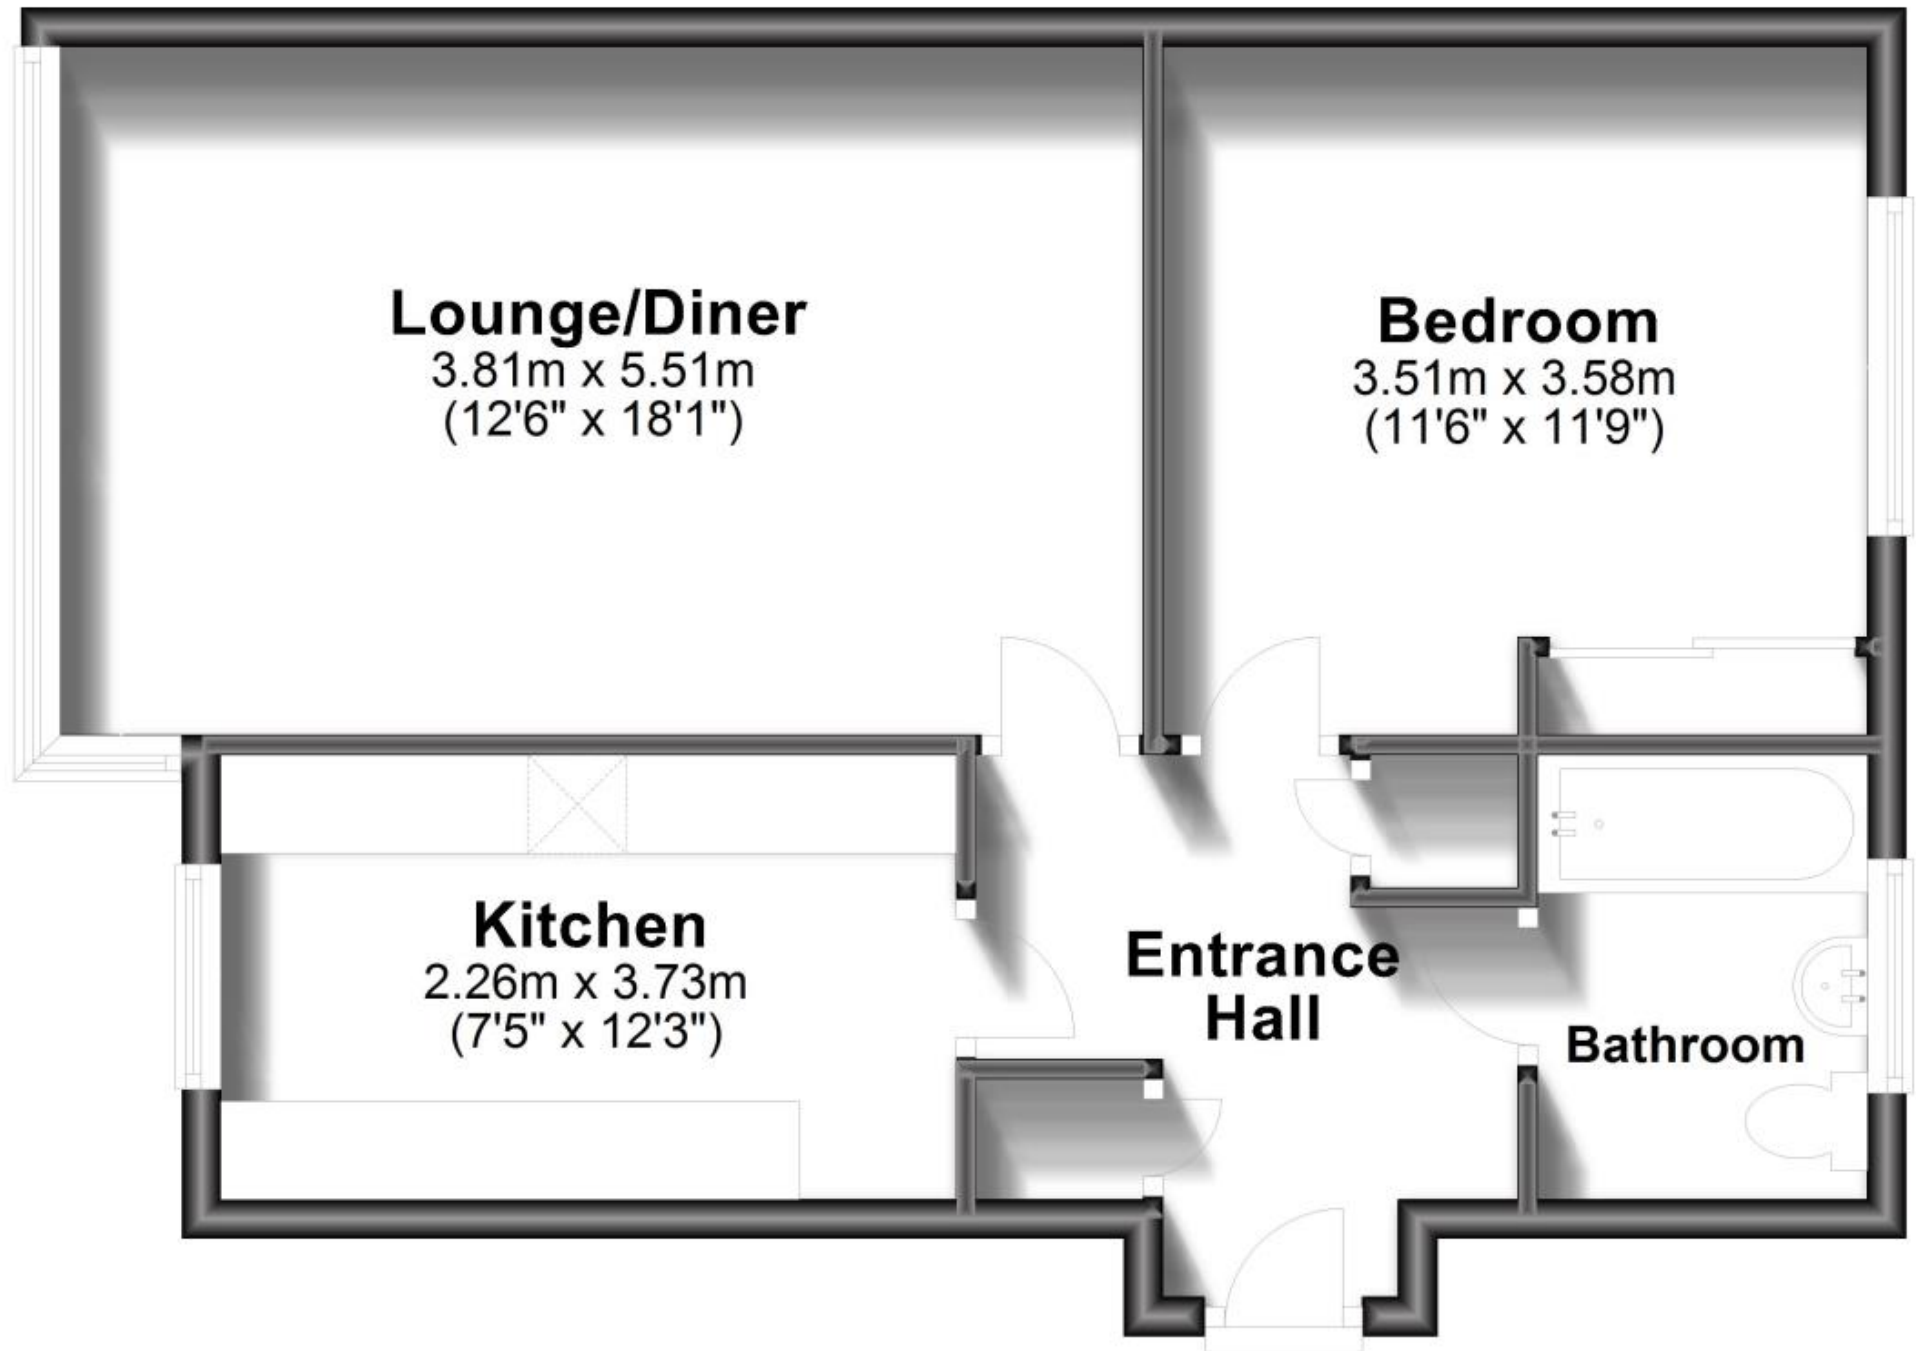 Lounge/Diner
3.81m x 5.51m
(12'6" x 18'1")
Bedroom
3.51m x 3.58m
(11'6" x 11'9")
Kitchen
2.26m x 3.73m
(7'5" x 12'3")
Entrance
Hall
Bathroom